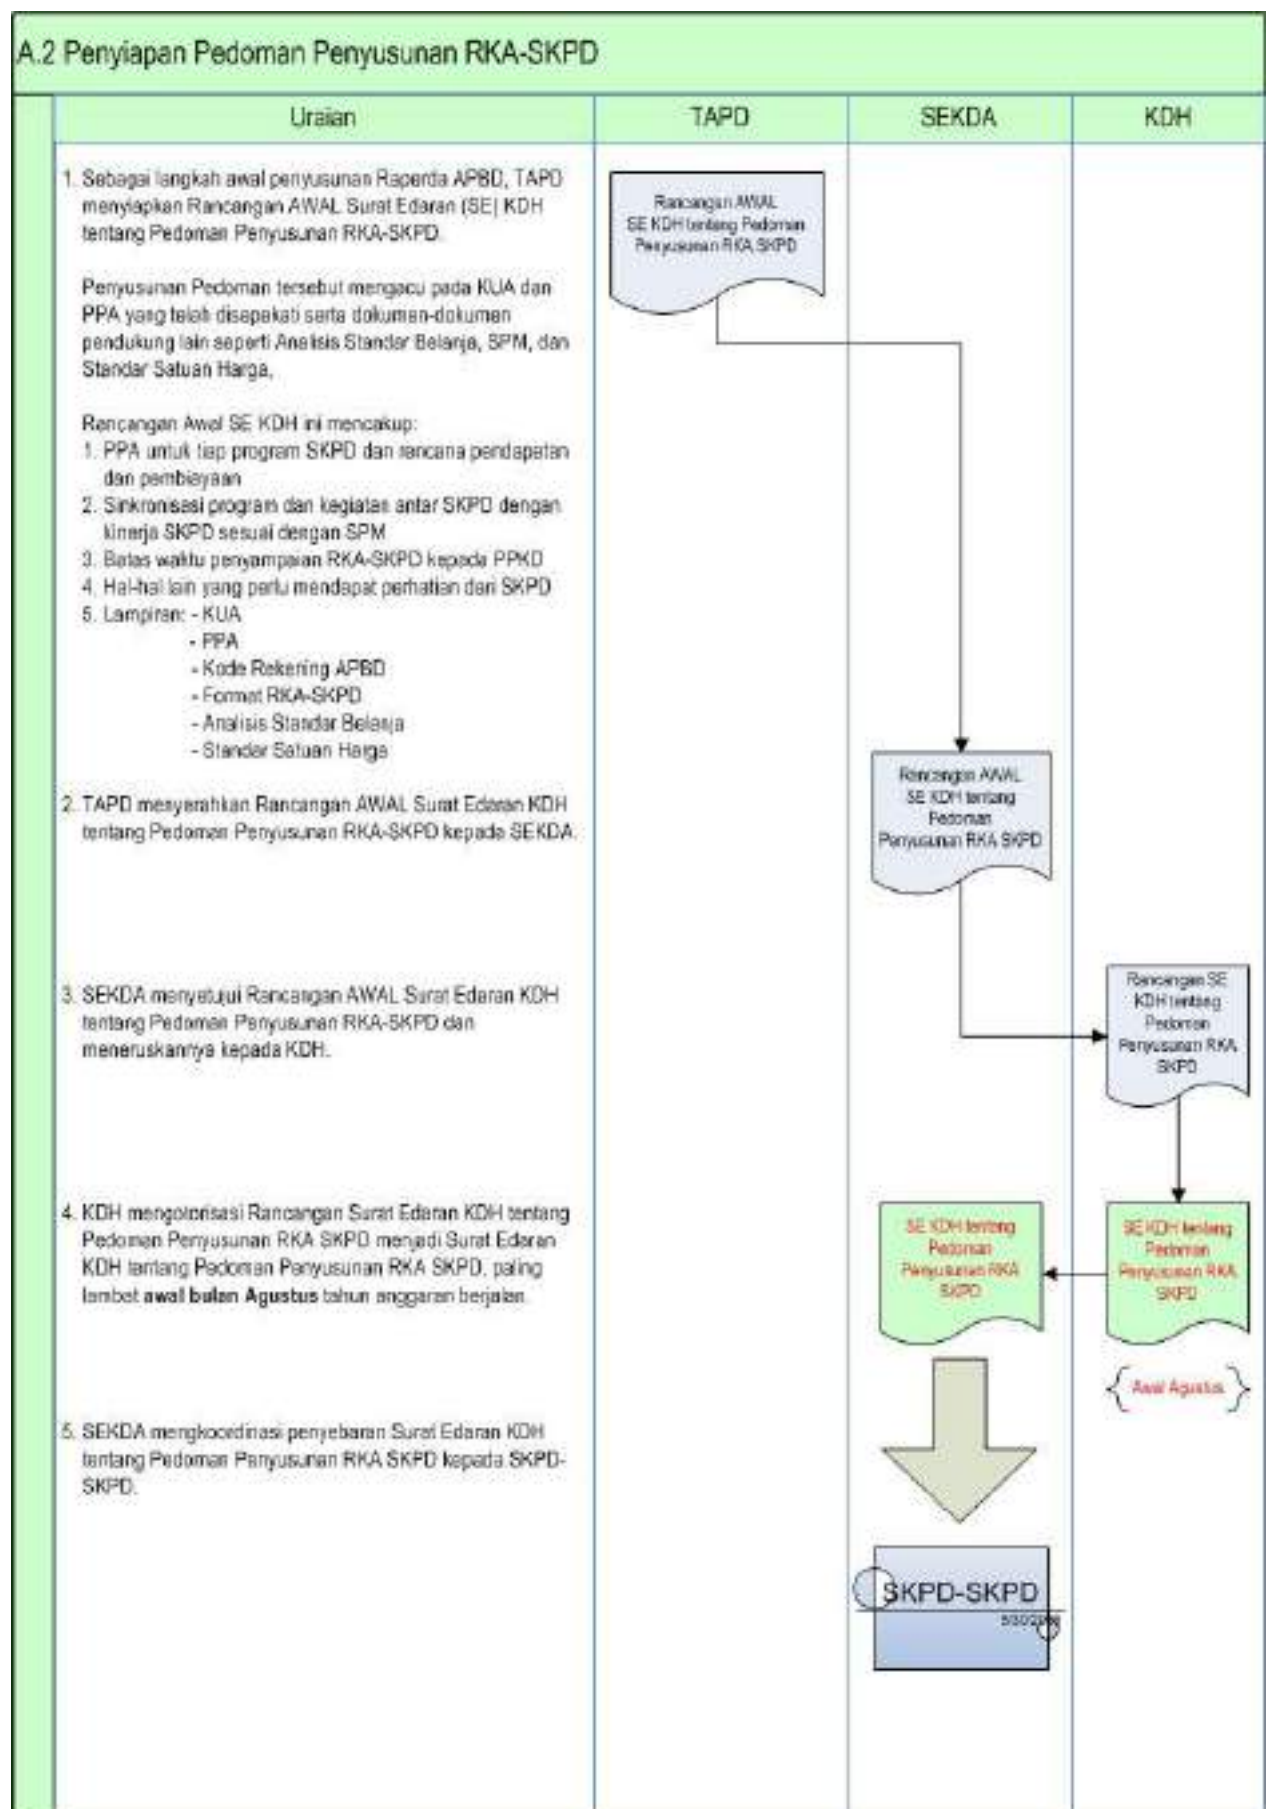 A.2 Penyiapan Pedoman Penyusunan RKA-SKPD
Uraian
TAPD
SEKDA
KDH
1. Sebagai langkah awal penyusunan Raperda APBD, TAPD
menyiapkan Rancangan AWAL Surat Edaran (SE) KDH
tentang Pedoman Penyusunan RKA-SKPD.
Penyusunan Pedoman tersebut mengacu pada KUA dan
PPA yang telah disepakati serta dokumen-dokumen
pendukung lain seperti Analisis Standar Belanja, SPM, dan
Standar Satuan Harga.
Rancangan Awal SE KDH ini mencakup:
1. PPA untuk tiap program SKPD dan rencana pendapatan
dan pembiayaan
2. Sinkronisasi program dan kegiatan antar SKPD dengan
kinerja SKPD sesuai dengan SPM
3. Batas waktu penyampaian RKA-SKPD kepada PPKD
4. Hal-hal lain yang perlu mendapat perhatian dari SKPD
5. Lampiran: - KUA
- PPA
- Kode Rekening APBD
- Format RKA-SKPD
- Analisis Standar Belanja
- Standar Satuan Harga
2. TAPD menyerahkan Rancangan AWAL Surat Edaran KDH
tentang Pedoman Penyusunan RKA-SKPD kepada SEKDA.
3. SEKDA menyetujui Rancangan AWAL Surat Edaran KDH
tentang Pedoman Penyusunan RKA-SKPD dan
meneruskannya kepada KDH.
4. KDH mengotorisasi Rancangan Surat Edaran KDH tentang
Pedoman Penyusunan RKA SKPD menjadi Surat Edaran
KDH tentang Pedoman Penyusunan RKA SKPD, paling
lambat awal bulan Agustus tahun anggaran berjalan.
5. SEKDA mengkoordinasi penyebaran Surat Edaran KDH
tentang Pedoman Penyusunan RKA SKPD kepada SKPD-
SKPD.
Rancangan AWAL
SE KDH tentang Pedoman
Penyusunan RKA SKPD
Rancangan AWAL
SE KDH tentang
Pedoman
Penyusunan RKA SKPD
Rancangan SE
KDH tentang
Pedoman
Penyusunan RKA
SKPD
SE KDH tentang
Pedoman
Penyusunan RKA
SKPD
SE KDH tentang
Pedoman
Penyusunan RKA
SKPD
Awal Agustus
SKPD-SKPD